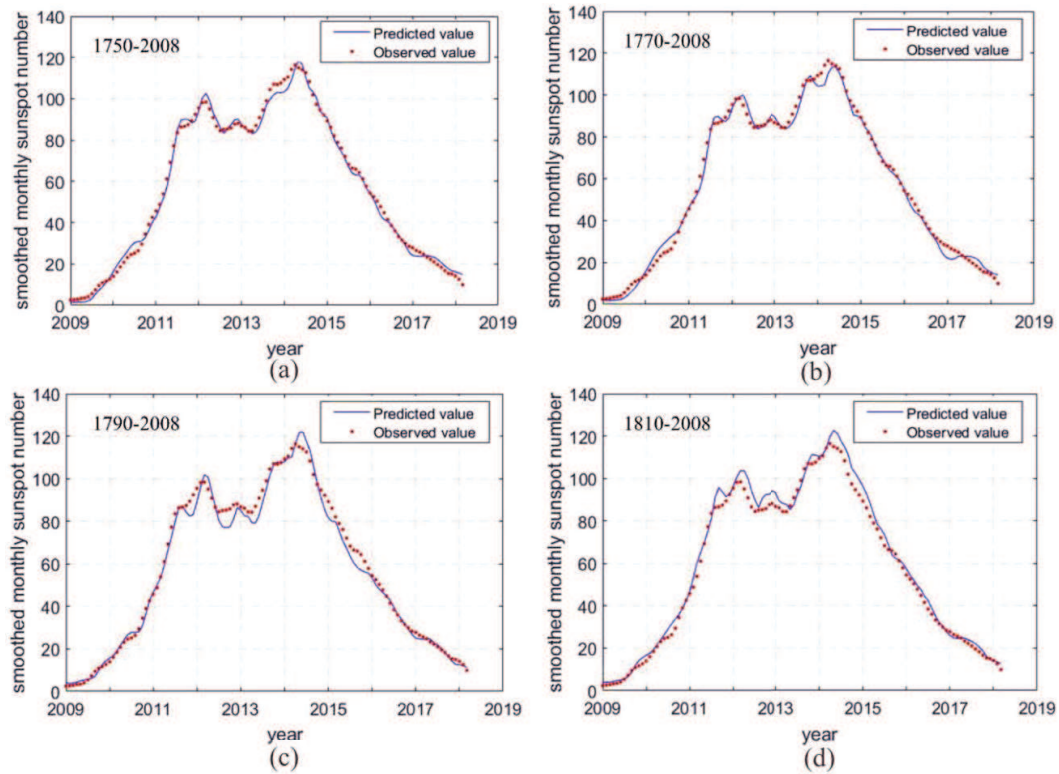 140
120
100
80
60
40
20
0
smoothed monthly sunspot number
1750-2008
Predicted value
Observed value
2009 2011 2013 2015 2017 2019
year
(a)
140
120
100
80
60
40
20
0
smoothed monthly sunspot number
1770-2008
Predicted value
Observed value
2009 2011 2013 2015 2017 2019
year
(b)
140
120
100
80
60
40
20
0
smoothed monthly sunspot number
1790-2008
Predicted value
Observed value
2009 2011 2013 2015 2017 2019
year
(c)
140
120
100
80
60
40
20
0
smoothed monthly sunspot number
1810-2008
Predicted value
Observed value
2009 2011 2013 2015 2017 2019
year
(d)